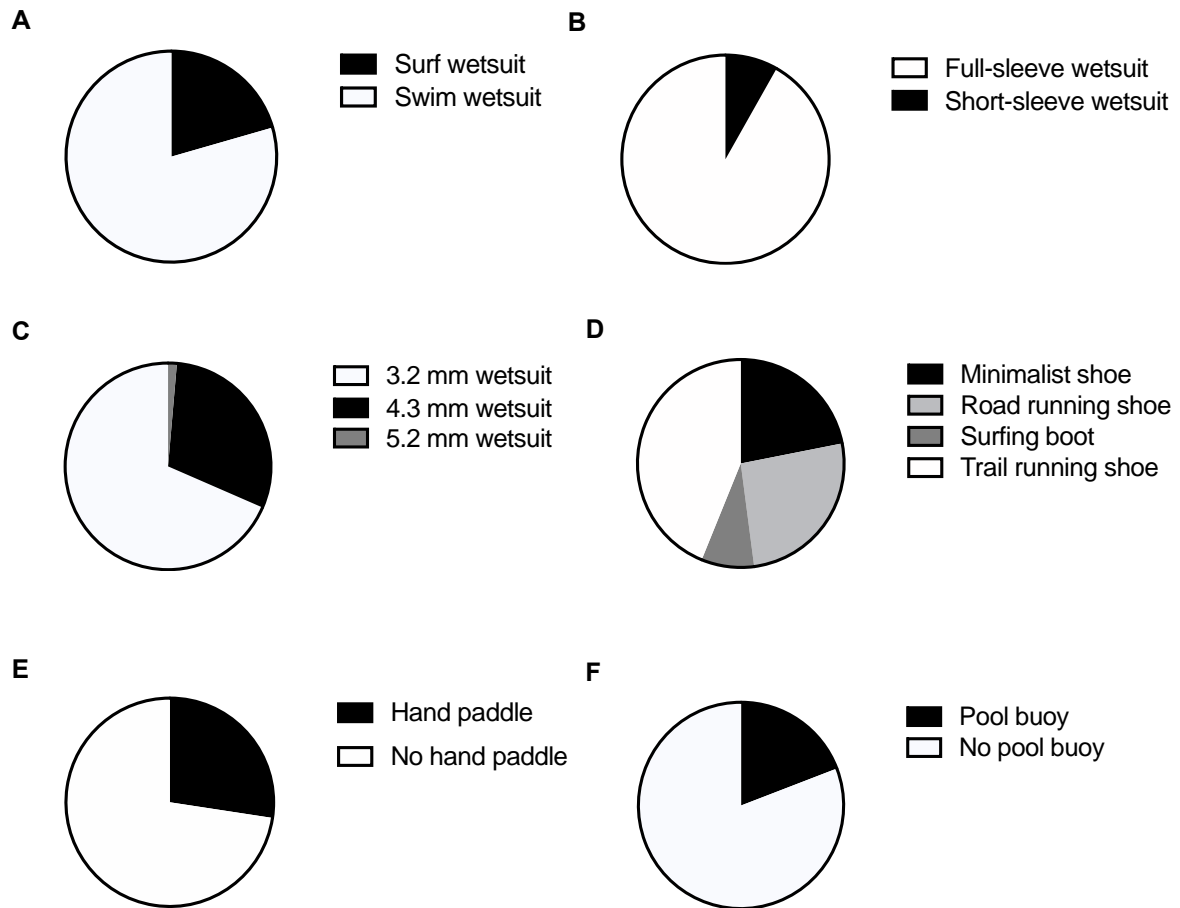 A
Surf wetsuit
Swim wetsuit
B
Full-sleeve wetsuit
Short-sleeve wetsuit
C
3.2 mm wetsuit
4.3 mm wetsuit
5.2 mm wetsuit
D
Minimalist shoe
Road running shoe
Surfing boot
Trail running shoe
E
Hand paddle
No hand paddle
F
Pool buoy
No pool buoy